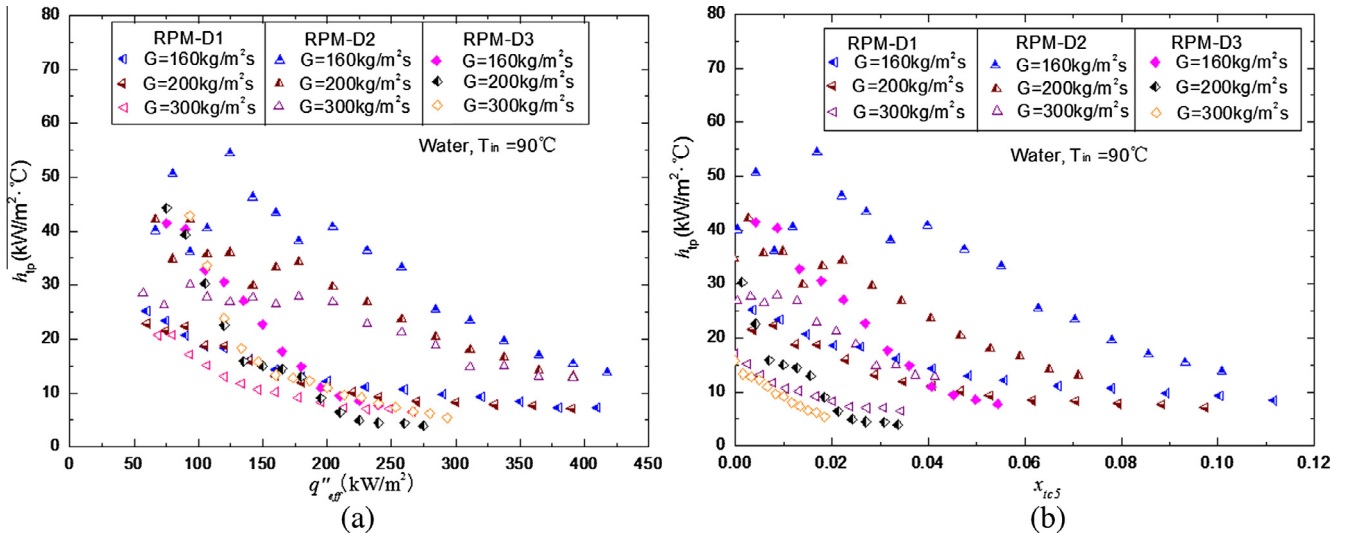 (a)
80
70
60
50
40
30
20
10
0
h_tp (kW/m²·℃)
RPM-D1 RPM-D2 RPM-D3
G=160kg/m²s G=160kg/m²s G=160kg/m²s
G=200kg/m²s G=200kg/m²s G=200kg/m²s
G=300kg/m²s G=300kg/m²s G=300kg/m²s
Water, Tin =90℃
0 50 100 150 200 250 300 350 400 450
q"eff (kW/m²)
(a)
(b)
80
70
60
50
40
30
20
10
0
h_tp (kW/m²·℃)
RPM-D1 RPM-D2 RPM-D3
G=160kg/m²s G=160kg/m²s G=160kg/m²s
G=200kg/m²s G=200kg/m²s G=200kg/m²s
G=300kg/m²s G=300kg/m²s G=300kg/m²s
Water, Tin =90℃
0.00 0.02 0.04 0.06 0.08 0.10 0.12
x_tc5
(b)